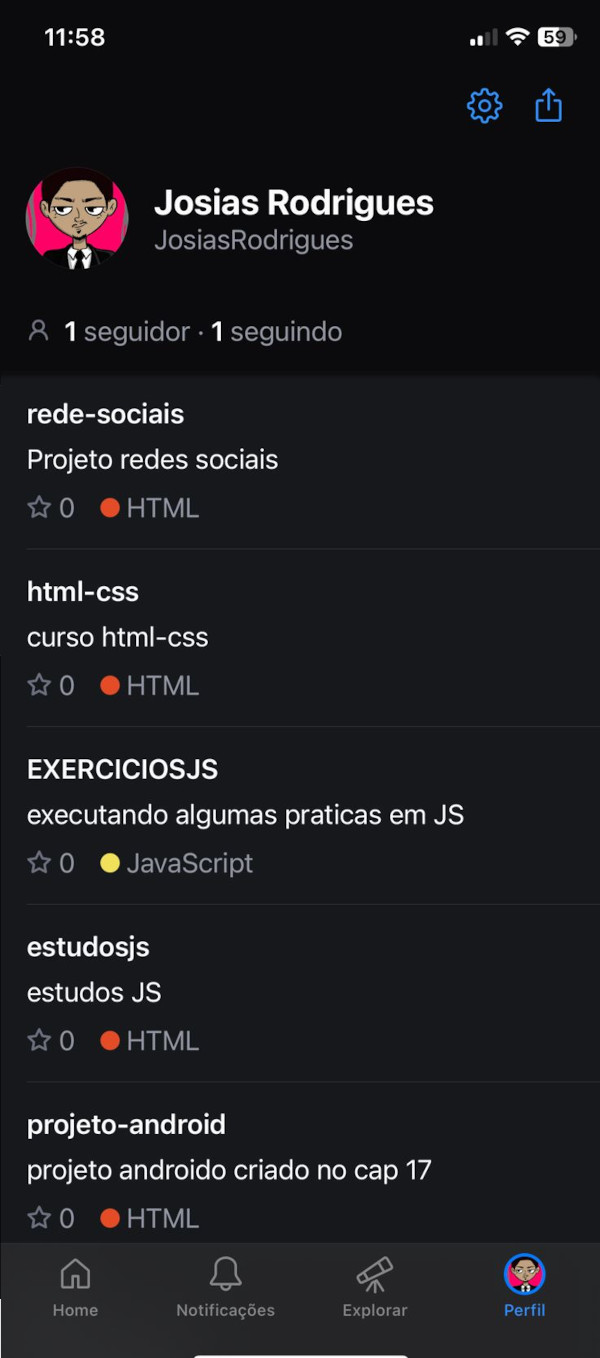 11:58
59
Josias Rodrigues
JosiasRodrigues
1 seguidor · 1 seguindo
rede-sociais
Projeto redes sociais
0 HTML
html-css
curso html-css
0 HTML
EXERCICIOSJS
executando algumas praticas em JS
0 JavaScript
estudosjs
estudos JS
0 HTML
projeto-android
projeto androido criado no cap 17
0 HTML
Home Notificações Explorar Perfil